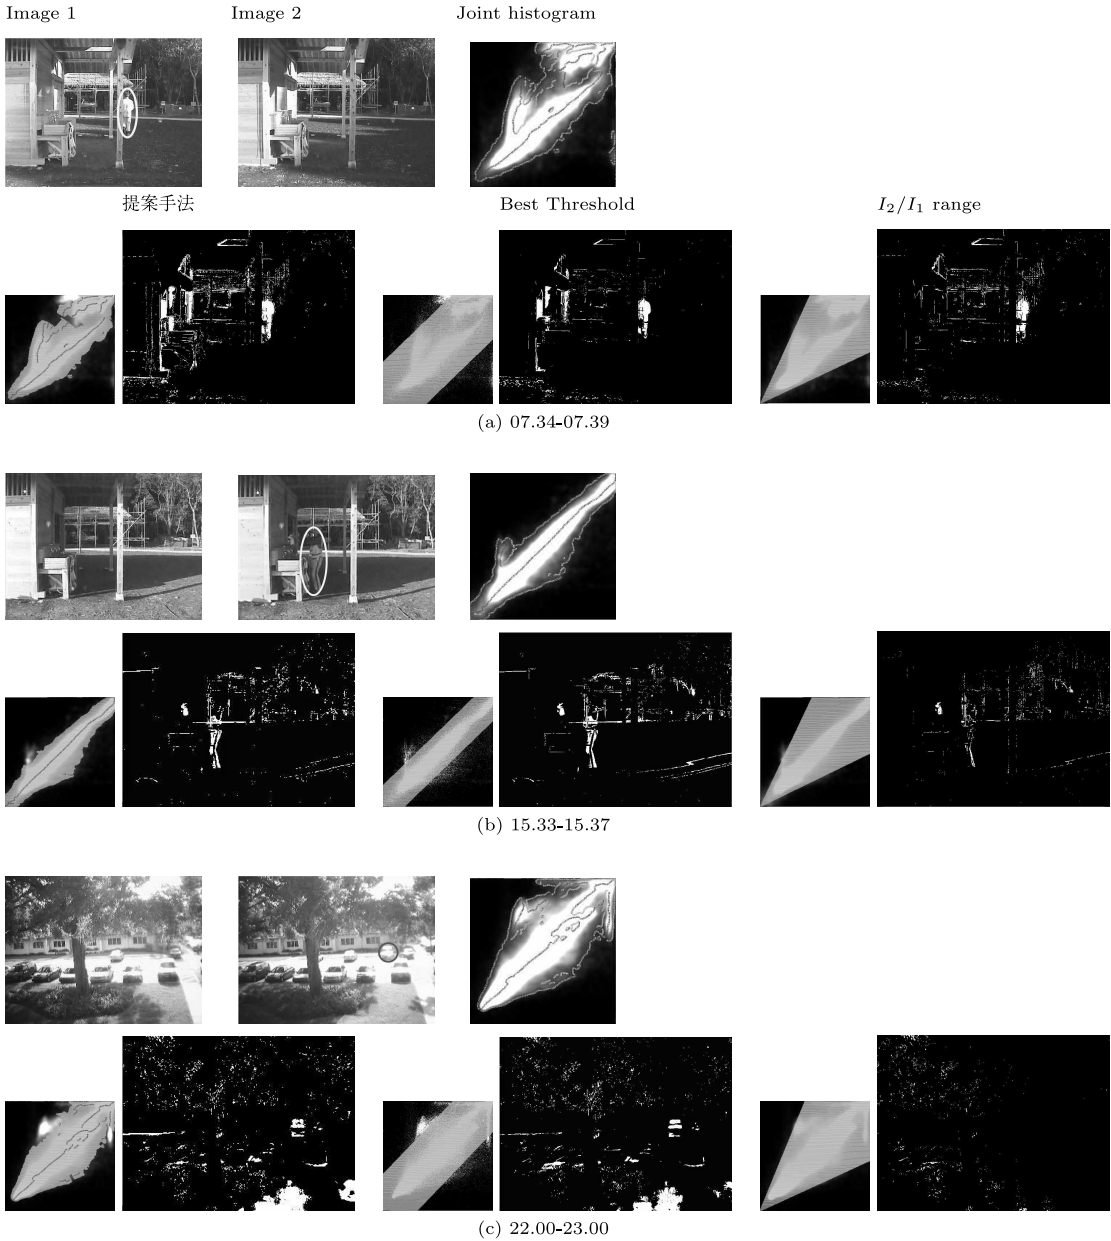 Image 1 Image 2 Joint histogram
提案手法 Best Threshold I₂/I₁ range
(a) 07.34-07.39
(b) 15.33-15.37
(c) 22.00-23.00